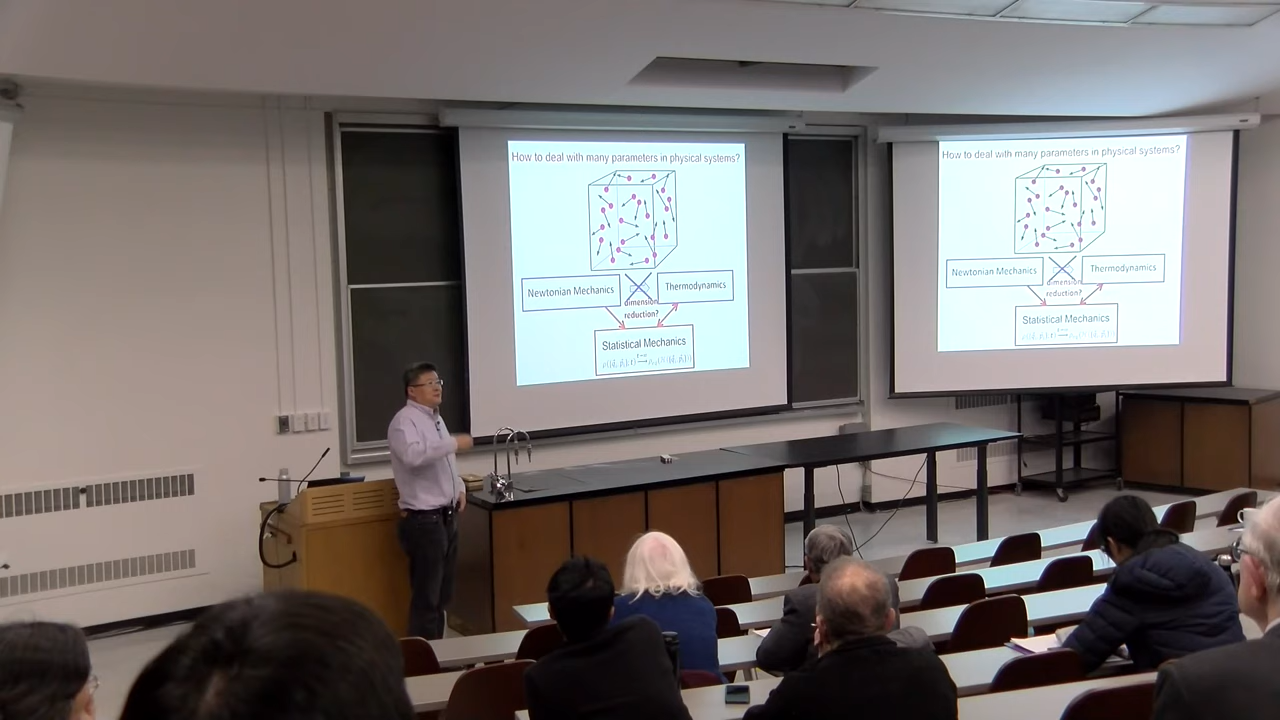 How to deal with many parameters in physical systems?
Newtonian Mechanics
Thermodynamics
dimension
reduction?
Statistical Mechanics
How to deal with many parameters in physical systems?
Newtonian Mechanics
Thermodynamics
dimension
reduction?
Statistical Mechanics